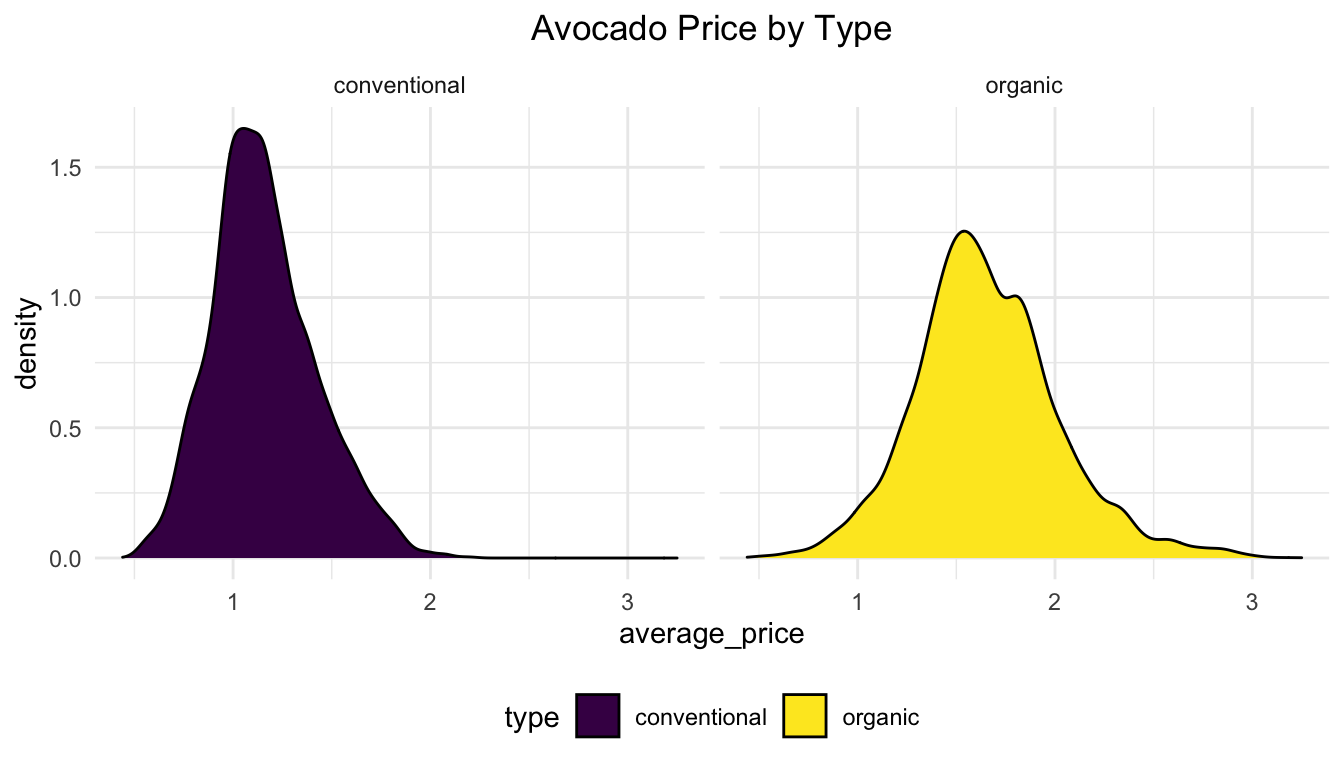 Avocado Price by Type
conventional
organic
density
1.5
1.0
0.5
0.0
1 2 3
1 2 3
average_price
type conventional organic